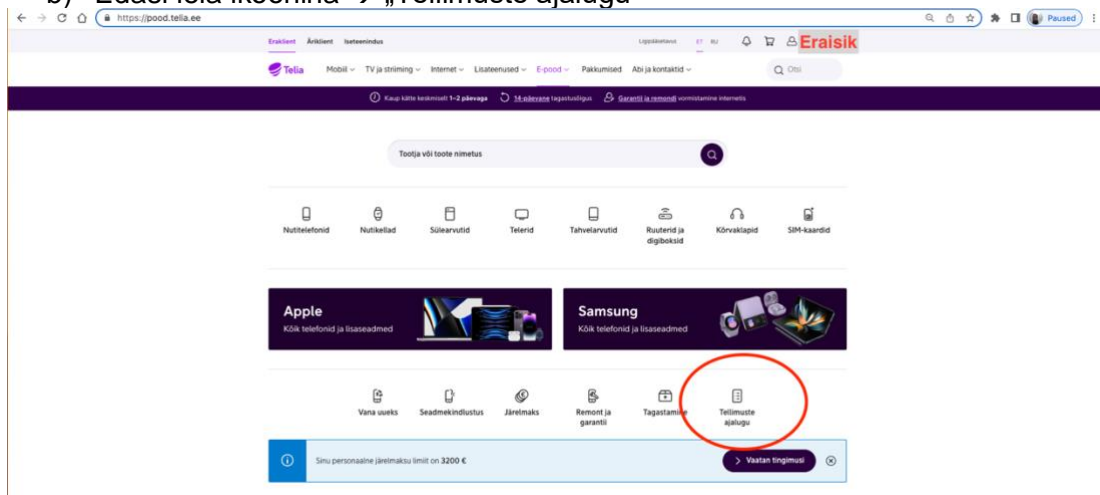 b) Edasi leia ikoonina → „Tellimuste ajalugu"
https://pood.telia.ee
Paused
Eraklient Äriklient Iseteenindus
Ligipääsetavus ET RU
Eraisik
Telia Mobiil TV ja striiming Internet Lisateenused E-pood Pakkumised Abi ja kontaktid Otsi
Kaup kätte keskmiselt 1-2 päevaga 14-päevane tagastusõigus Garantii ja remondi vormistamine internetis
Tootja või toote nimetus
Nutitelefonid Nutikellad Sülearvutid Telerid Tahvelarvutid Ruuterid ja digiboksid Kõrvaklapid SIM-kaardid
Apple
Kõik telefonid ja lisaseadmed
Samsung
Kõik telefonid ja lisaseadmed
Vana uueks Seadmekindlustus Järelmaks Remont ja garantii Tagastamine Tellimuste ajalugu
Sinu personaalne järelmaksu limiit on 3200 €
Vaatan tingimusi